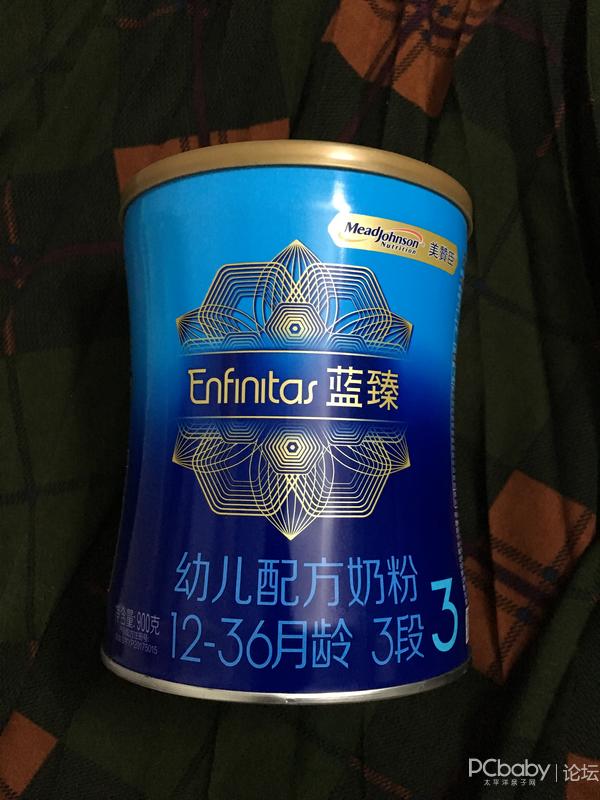 MeadJohnson
Nutrition
美赞臣
Enfinitas 蓝臻
幼儿配方奶粉
12-36月龄 3段 3
净含量:900克
PCbaby 论坛
太平洋亲子网